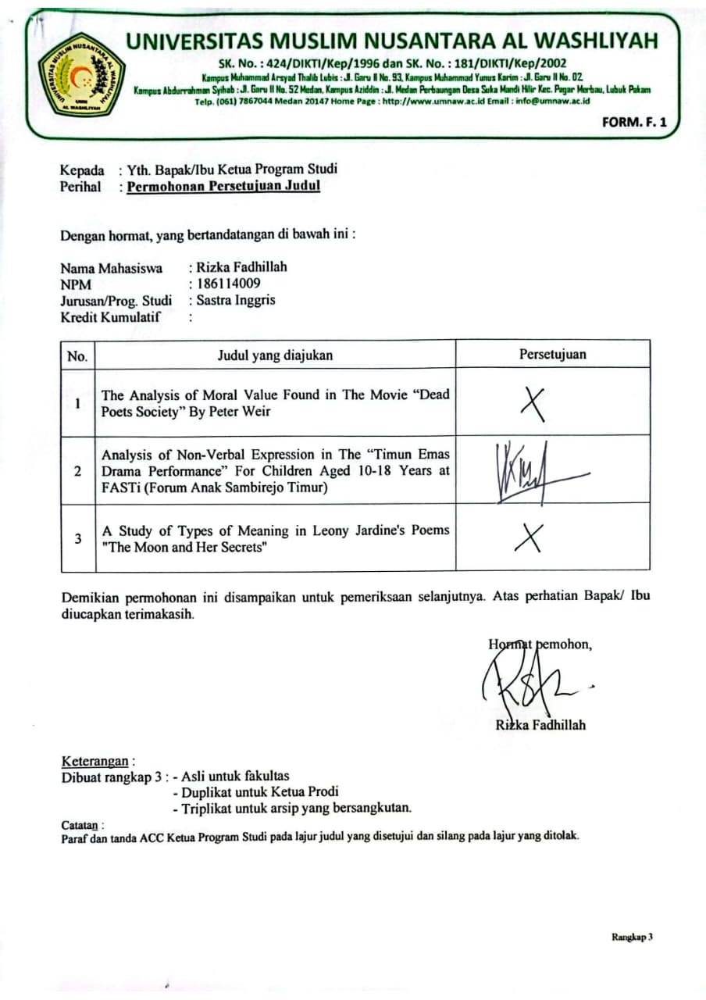 UNIVERSITAS MUSLIM NUSANTARA AL WASHLIYAH
UNIVERSITAS MUSLIM NUSANTARA AL WASHLIYAH
UMN
AL WASHLIYAH
SK. No. : 424/DIKTI/Kep/1996 dan SK. No. : 181/DIKTI/Kep/2002
Kampus Muhammad Arsyad Thalib Lubis : Jl. Garu II No. 93, Kampus Muhammad Yunus Karim : Jl. Garu II No. 02,
Kampus Abdurrahman Syihab : Jl. Garu II No. 52 Medan, Kampus Aziddin : Jl. Medan Perbaungan Desa Suka Mandi Hilir Kec. Pagar Merbau, Lubuk Pakam
Telp. (061) 7867044 Medan 20147 Home Page : http://www.umnaw.ac.id Email : info@umnaw.ac.id
FORM. F. 1
Kepada : Yth. Bapak/Ibu Ketua Program Studi
Perihal : Permohonan Persetujuan Judul
Dengan hormat, yang bertandatangan di bawah ini :
Nama Mahasiswa : Rizka Fadhillah
NPM : 186114009
Jurusan/Prog. Studi : Sastra Inggris
Kredit Kumulatif :
No. Judul yang diajukan Persetujuan
1 The Analysis of Moral Value Found in The Movie “Dead
Poets Society” By Peter Weir
X
2 Analysis of Non-Verbal Expression in The “Timun Emas
Drama Performance” For Children Aged 10-18 Years at
FASTi (Forum Anak Sambirejo Timur)
3 A Study of Types of Meaning in Leony Jardine's Poems
"The Moon and Her Secrets"
X
Demikian permohonan ini disampaikan untuk pemeriksaan selanjutnya. Atas perhatian Bapak/ Ibu
diucapkan terimakasih.
Hormat pemohon,
Rizka Fadhillah
Keterangan :
Dibuat rangkap 3 : - Asli untuk fakultas
- Duplikat untuk Ketua Prodi
- Triplikat untuk arsip yang bersangkutan.
Catatan :
Paraf dan tanda ACC Ketua Program Studi pada lajur judul yang disetujui dan silang pada lajur yang ditolak.
Rangkap 3